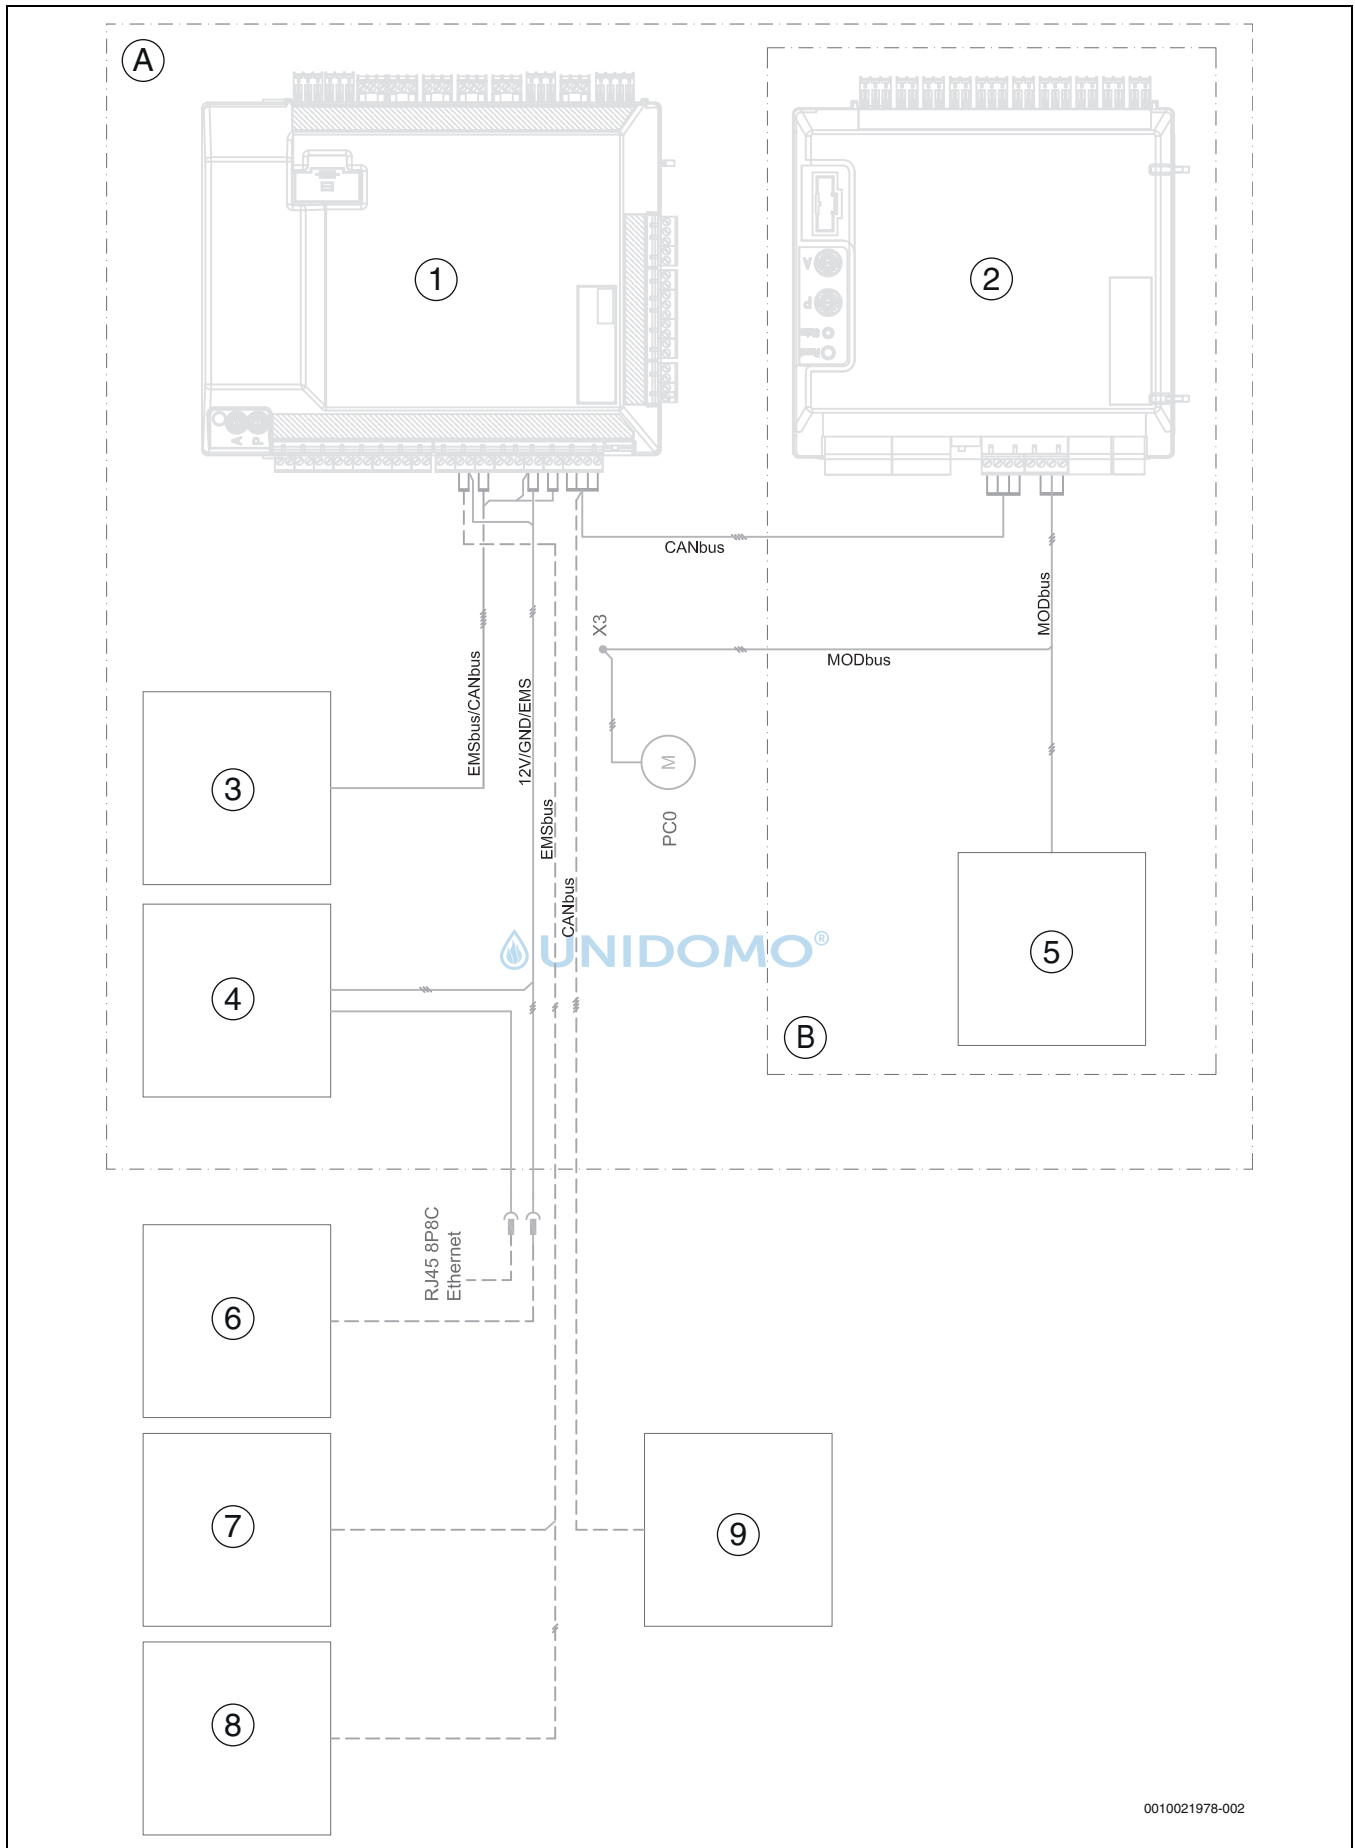 A
1
2
A
P
A
P
CANbus
X3
MODbus
MODbus
EMSbus/CANbus
12V/GND/EMS
3
M
PC0
EMSbus
CANbus
UNIDOMO®
4
5
B
RJ45 8P8C
Ethernet
6
7
9
8
0010021978-002